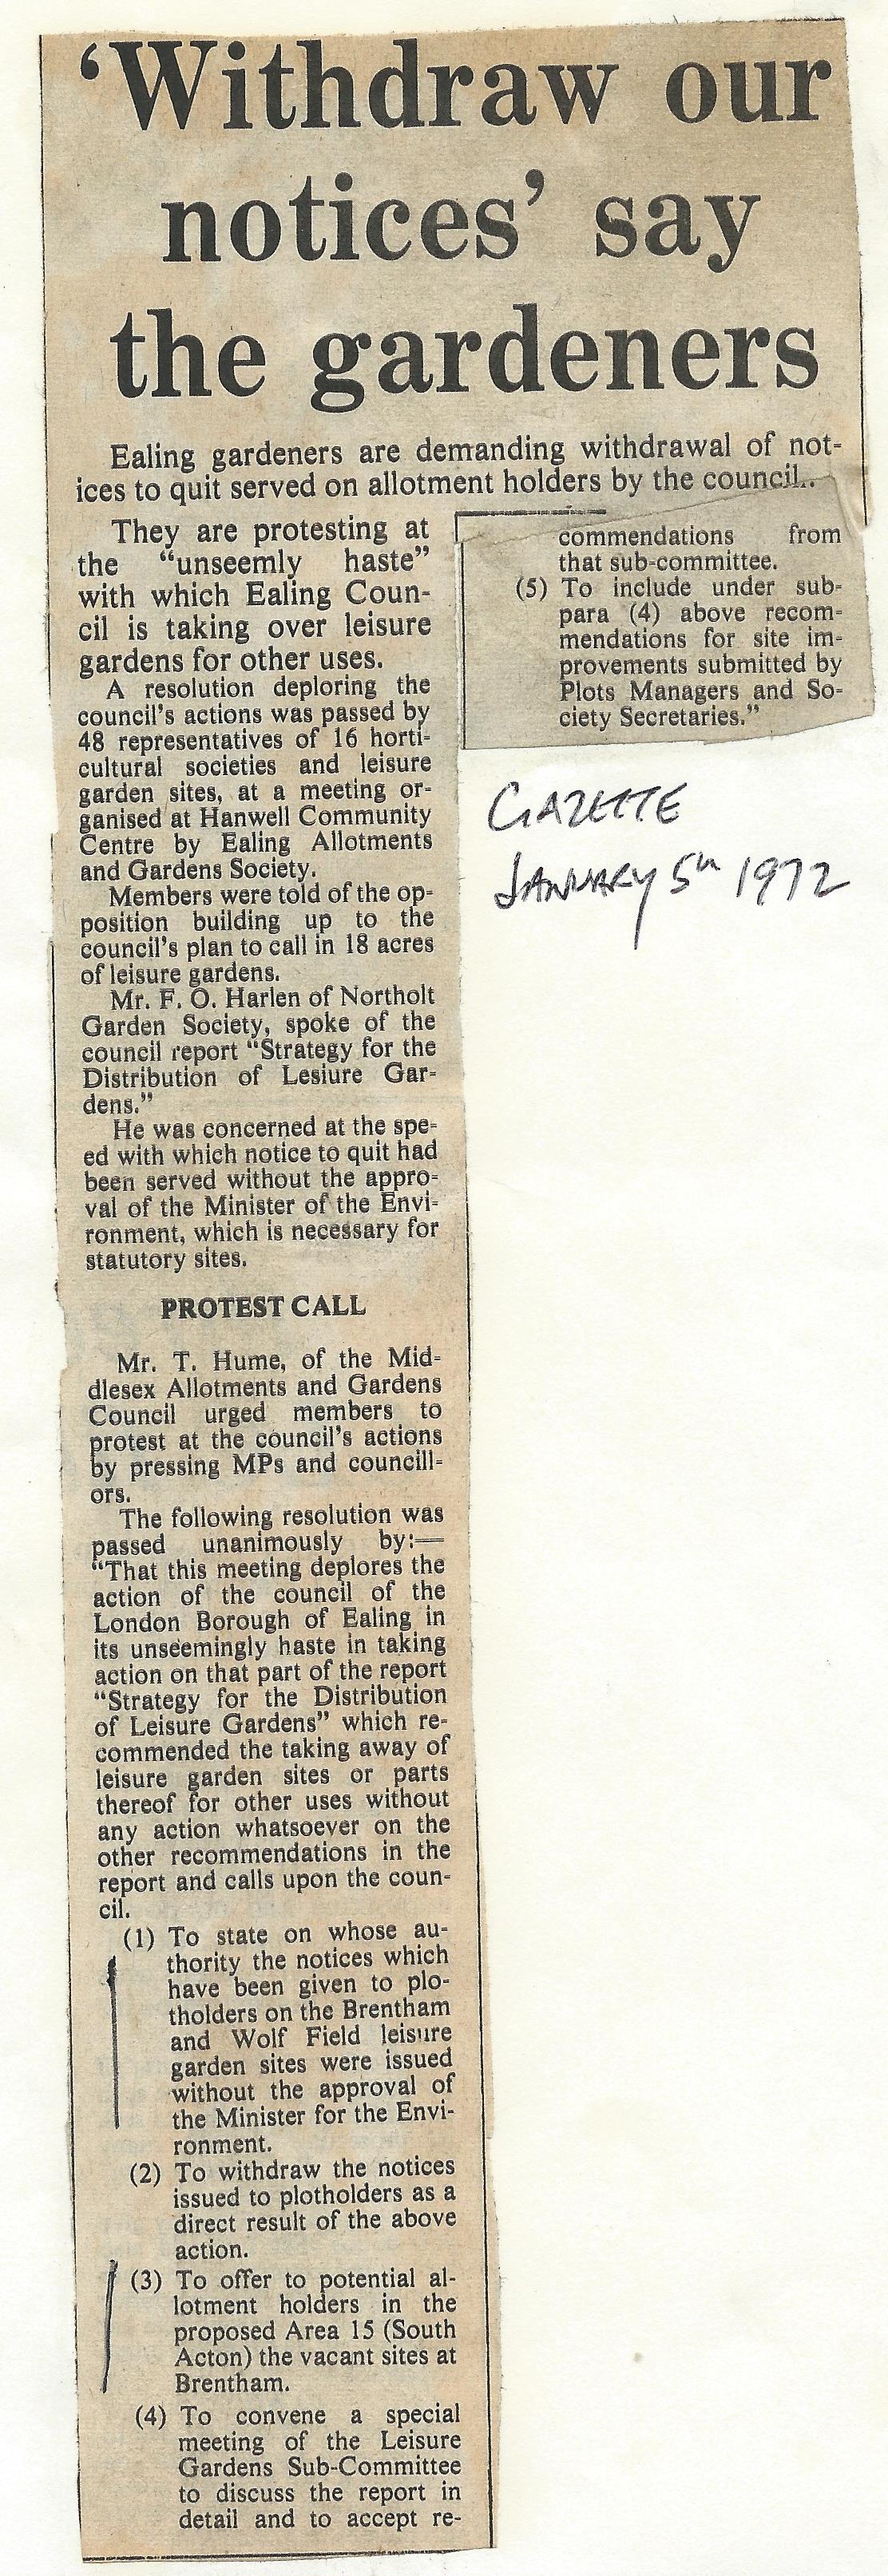 ‘Withdraw our
notices’ say
the gardeners
Ealing gardeners are demanding withdrawal of not-
ices to quit served on allotment holders by the council..
They are protesting at
the “unseemly haste”
with which Ealing Coun-
cil is taking over leisure
gardens for other uses.
A resolution deploring the
council's actions was passed by
48 representatives of 16 horti-
cultural societies and leisure
garden sites, at a meeting or-
ganised at Hanwell Community
Centre by Ealing Allotments
and Gardens Society.
Members were told of the op-
position building up to the
council's plan to call in 18 acres
of leisure gardens.
Mr. F. O. Harlen of Northolt
Garden Society, spoke of the
council report “Strategy for the
Distribution of Lesiure Gar-
dens.”
He was concerned at the spe-
ed with which notice to quit had
been served without the appro-
val of the Minister of the Envi-
ronment, which is necessary for
statutory sites.
PROTEST CALL
Mr. T. Hume, of the Mid-
dlesex Allotments and Gardens
Council urged members to
protest at the council's actions
by pressing MPs and councill-
ors.
The following resolution was
passed unanimously by:—
“That this meeting deplores the
action of the council of the
London Borough of Ealing in
its unseemingly haste in taking
action on that part of the report
“Strategy for the Distribution
of Leisure Gardens” which re-
commended the taking away of
leisure garden sites or parts
thereof for other uses without
any action whatsoever on the
other recommendations in the
report and calls upon the coun-
cil.
(1) To state on whose au-
thority the notices which
have been given to plo-
tholders on the Brentham
and Wolf Field leisure
garden sites were issued
without the approval of
the Minister for the Envi-
ronment.
(2) To withdraw the notices
issued to plotholders as a
direct result of the above
action.
(3) To offer to potential al-
lotment holders in the
proposed Area 15 (South
Acton) the vacant sites at
Brentham.
(4) To convene a special
meeting of the Leisure
Gardens Sub-Committee
to discuss the report in
detail and to accept re-
commendations from
that sub-committee.
(5) To include under sub-
para (4) above recom-
mendations for site im-
provements submitted by
Plots Managers and So-
ciety Secretaries.”
GAZETTE
JANUARY 5th 1972